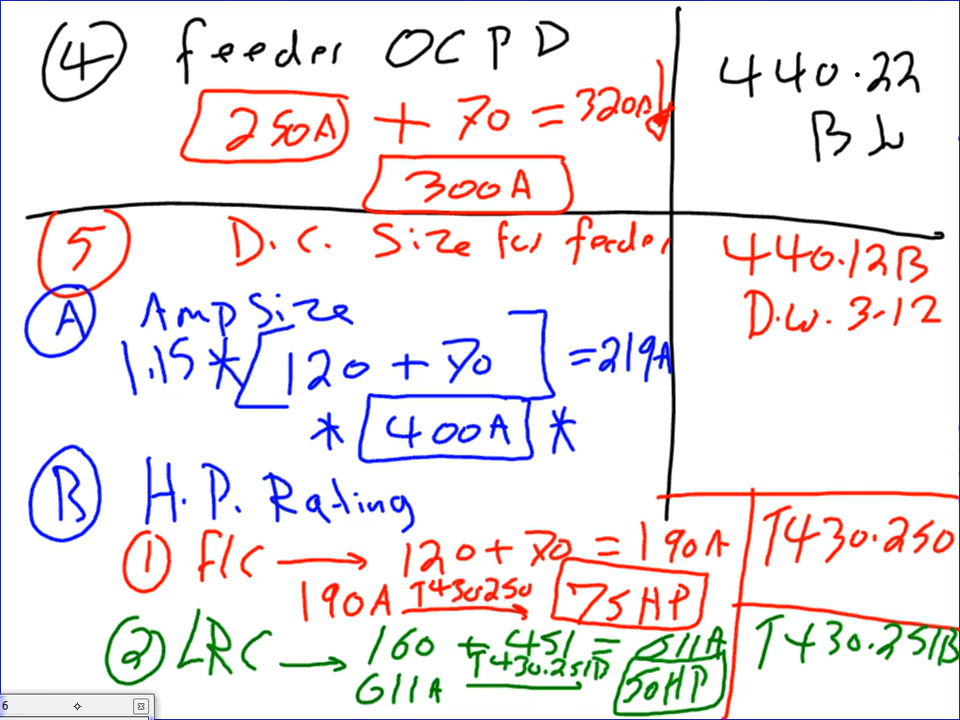 4 feeder OCPD
440.22
250A + 70 = 320A
300A
5 D.C. Size for feeder
440.12B
D.W. 3-12
A AmpSize
1.15 * [ 120 + 70 ] = 219A
* 400A *
B H.P. Rating
1 FLC → 120 + 70 = 190A
T430.250
190A T430.250 75HP
2 LRC → 160 + 451 = 611A
T430.251B
611A T430.251B 50HP
6